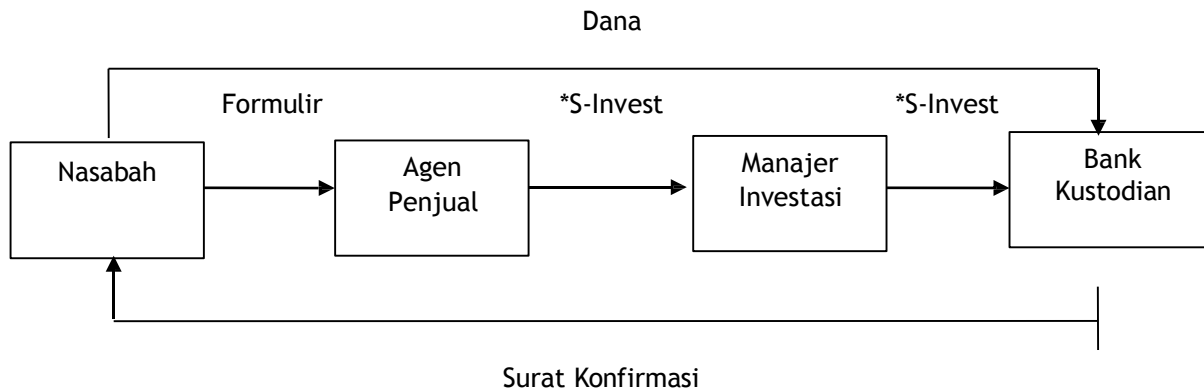 Dana
Formulir
*S-Invest
*S-Invest
Nasabah
Agen
Penjual
Manajer
Investasi
Bank
Kustodian
Surat Konfirmasi